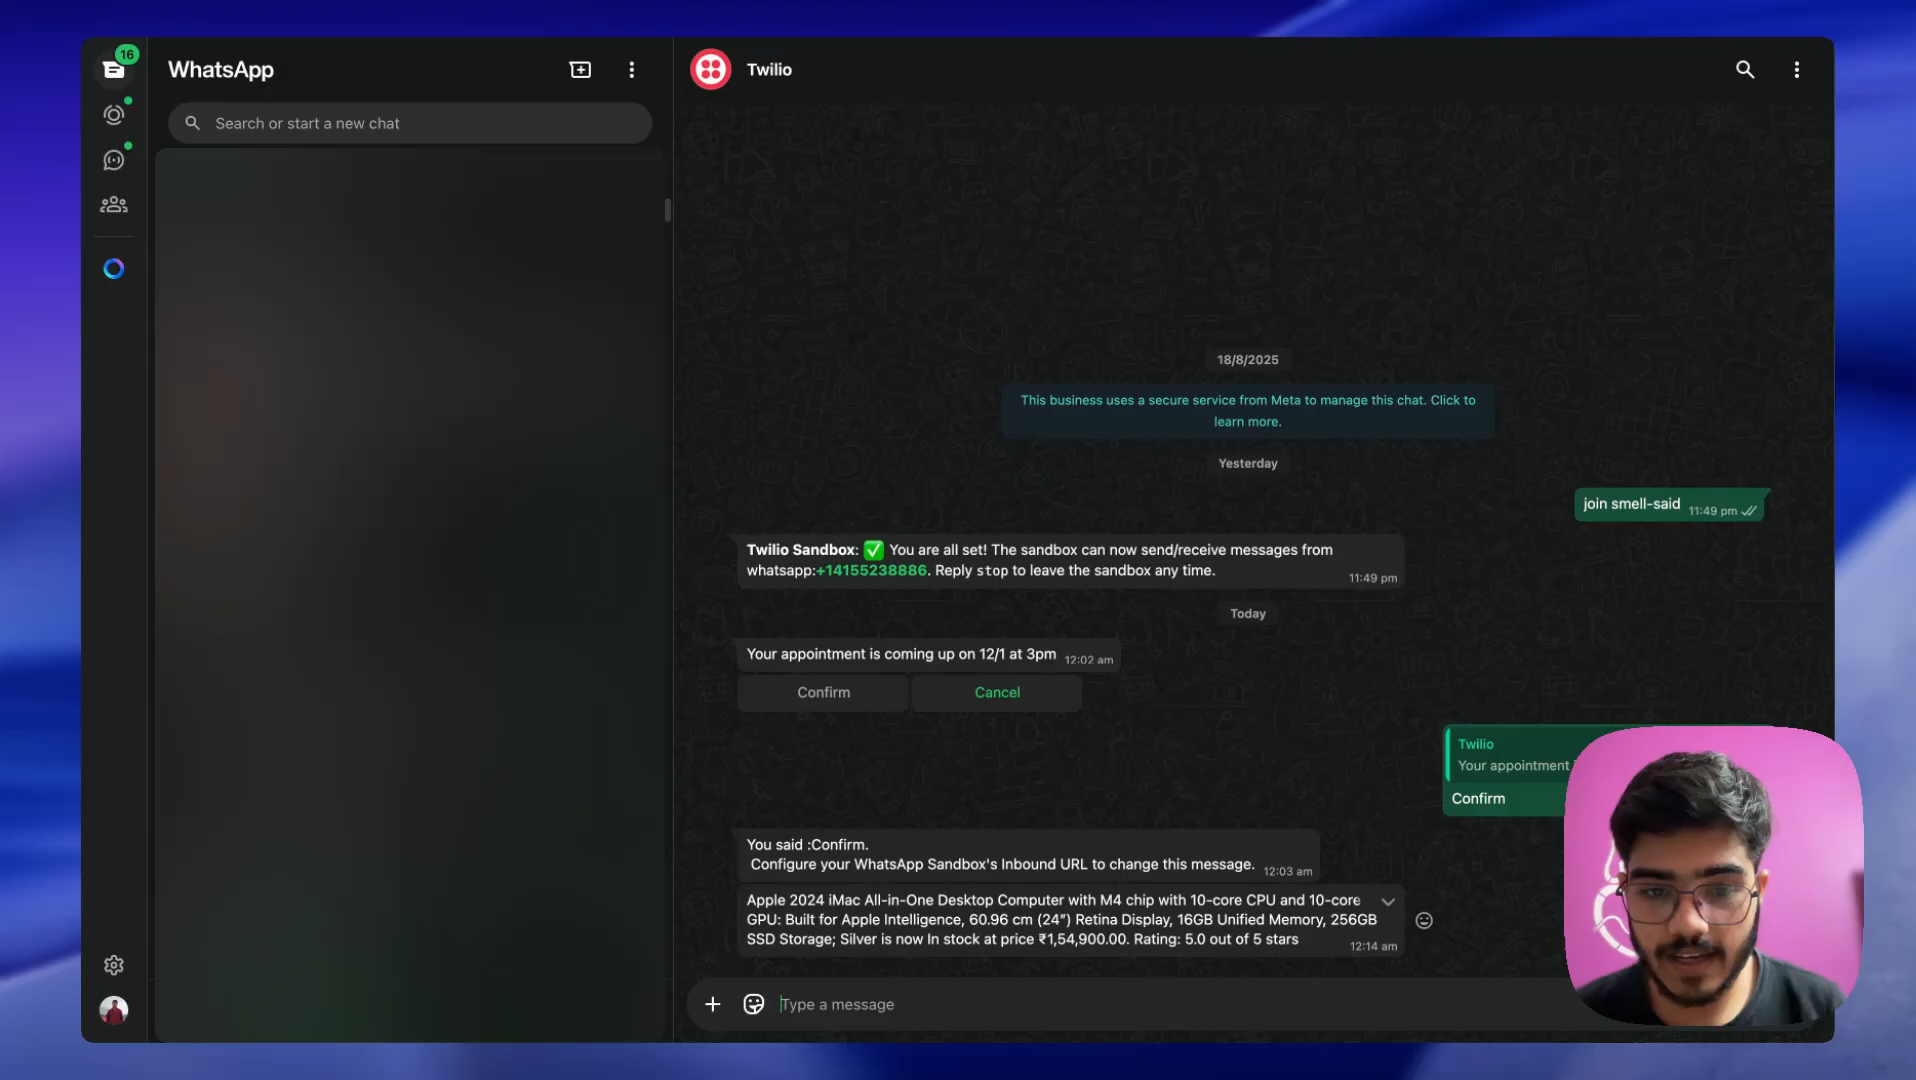 16
WhatsApp
Search or start a new chat
Twilio
18/8/2025
This business uses a secure service from Meta to manage this chat. Click to
learn more.
Yesterday
join smell-said 11:49 pm
Twilio Sandbox: ✅ You are all set! The sandbox can now send/receive messages from
whatsapp:+14155238886. Reply stop to leave the sandbox any time.
11:49 pm
Today
Your appointment is coming up on 12/1 at 3pm 12:02 am
Confirm
Cancel
Twilio
Your appointment
Confirm
You said :Confirm.
Configure your WhatsApp Sandbox's Inbound URL to change this message. 12:03 am
Apple 2024 iMac All-in-One Desktop Computer with M4 chip with 10-core CPU and 10-core
GPU: Built for Apple Intelligence, 60.96 cm (24″) Retina Display, 16GB Unified Memory, 256GB
SSD Storage; Silver is now In stock at price ₹1,54,900.00. Rating: 5.0 out of 5 stars
12:14 am
Type a message